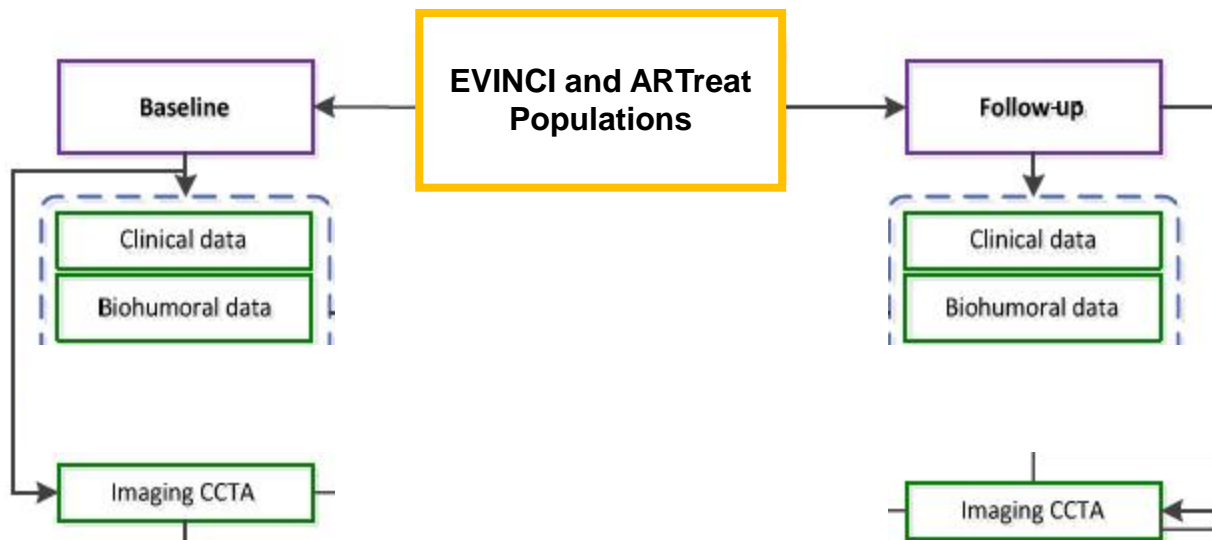 EVINCI and ARTreat
Populations
Baseline
Follow-up
Clinical data
Clinical data
Biohumoral data
Biohumoral data
Imaging CCTA
Imaging CCTA